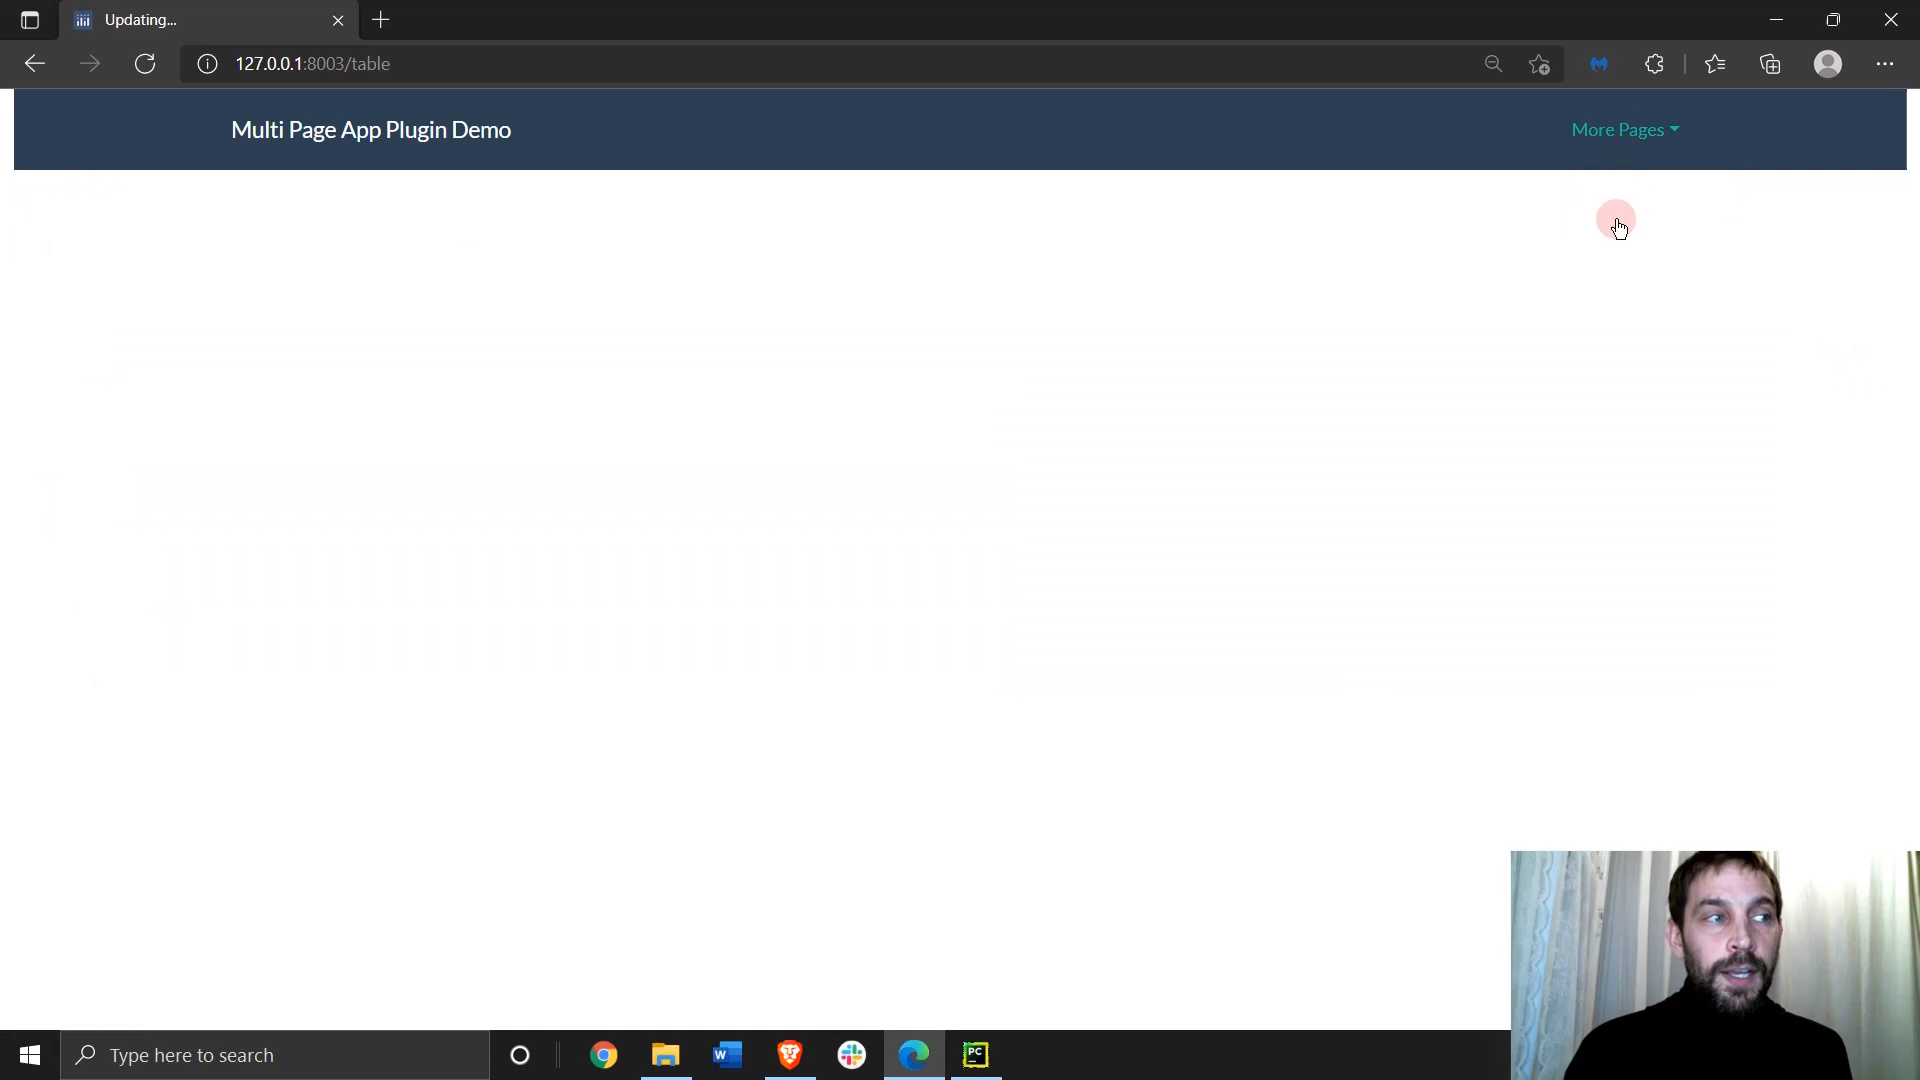 Updating...
127.0.0.1:8003/table
Multi Page App Plugin Demo
More Pages
Type here to search
W
PC